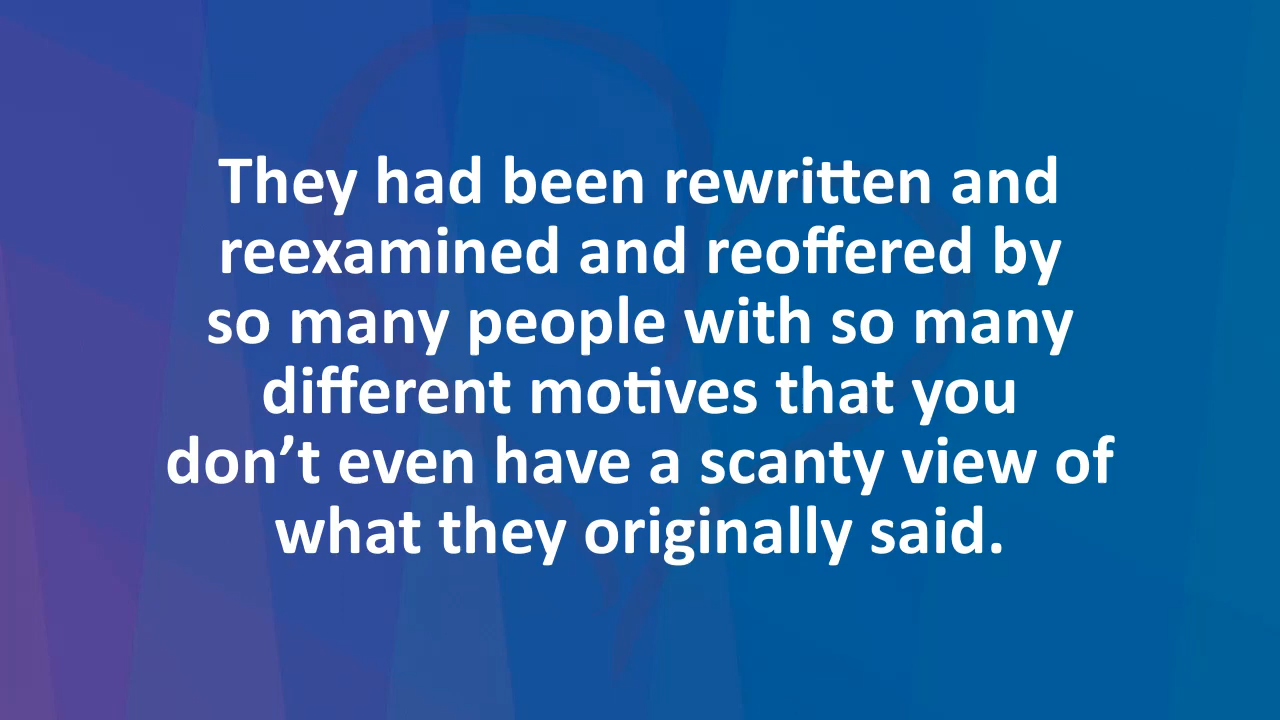 They had been rewritten and
reexamined and reoffered by
so many people with so many
different motives that you
don’t even have a scanty view of
what they originally said.